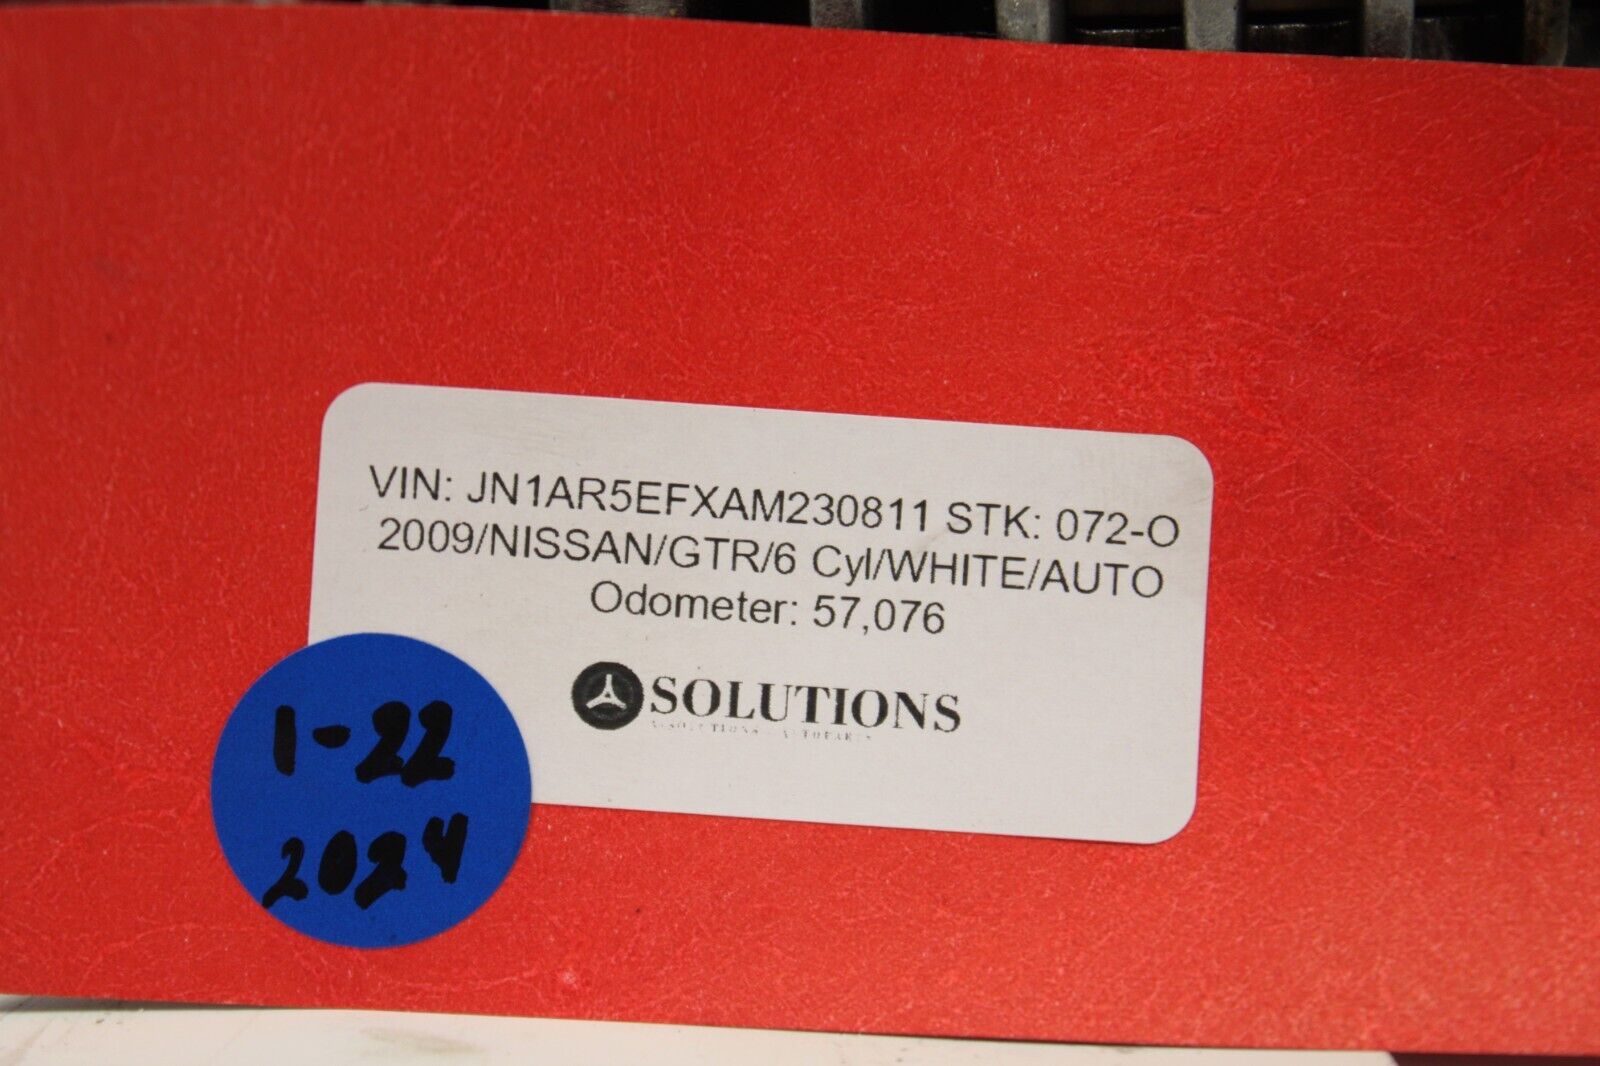 VIN: JN1AR5EFXAM230811 STK: 072-O
2009/NISSAN/GTR/6 Cyl/WHITE/AUTO
Odometer: 57,076
SOLUTIONS
1-22
2024